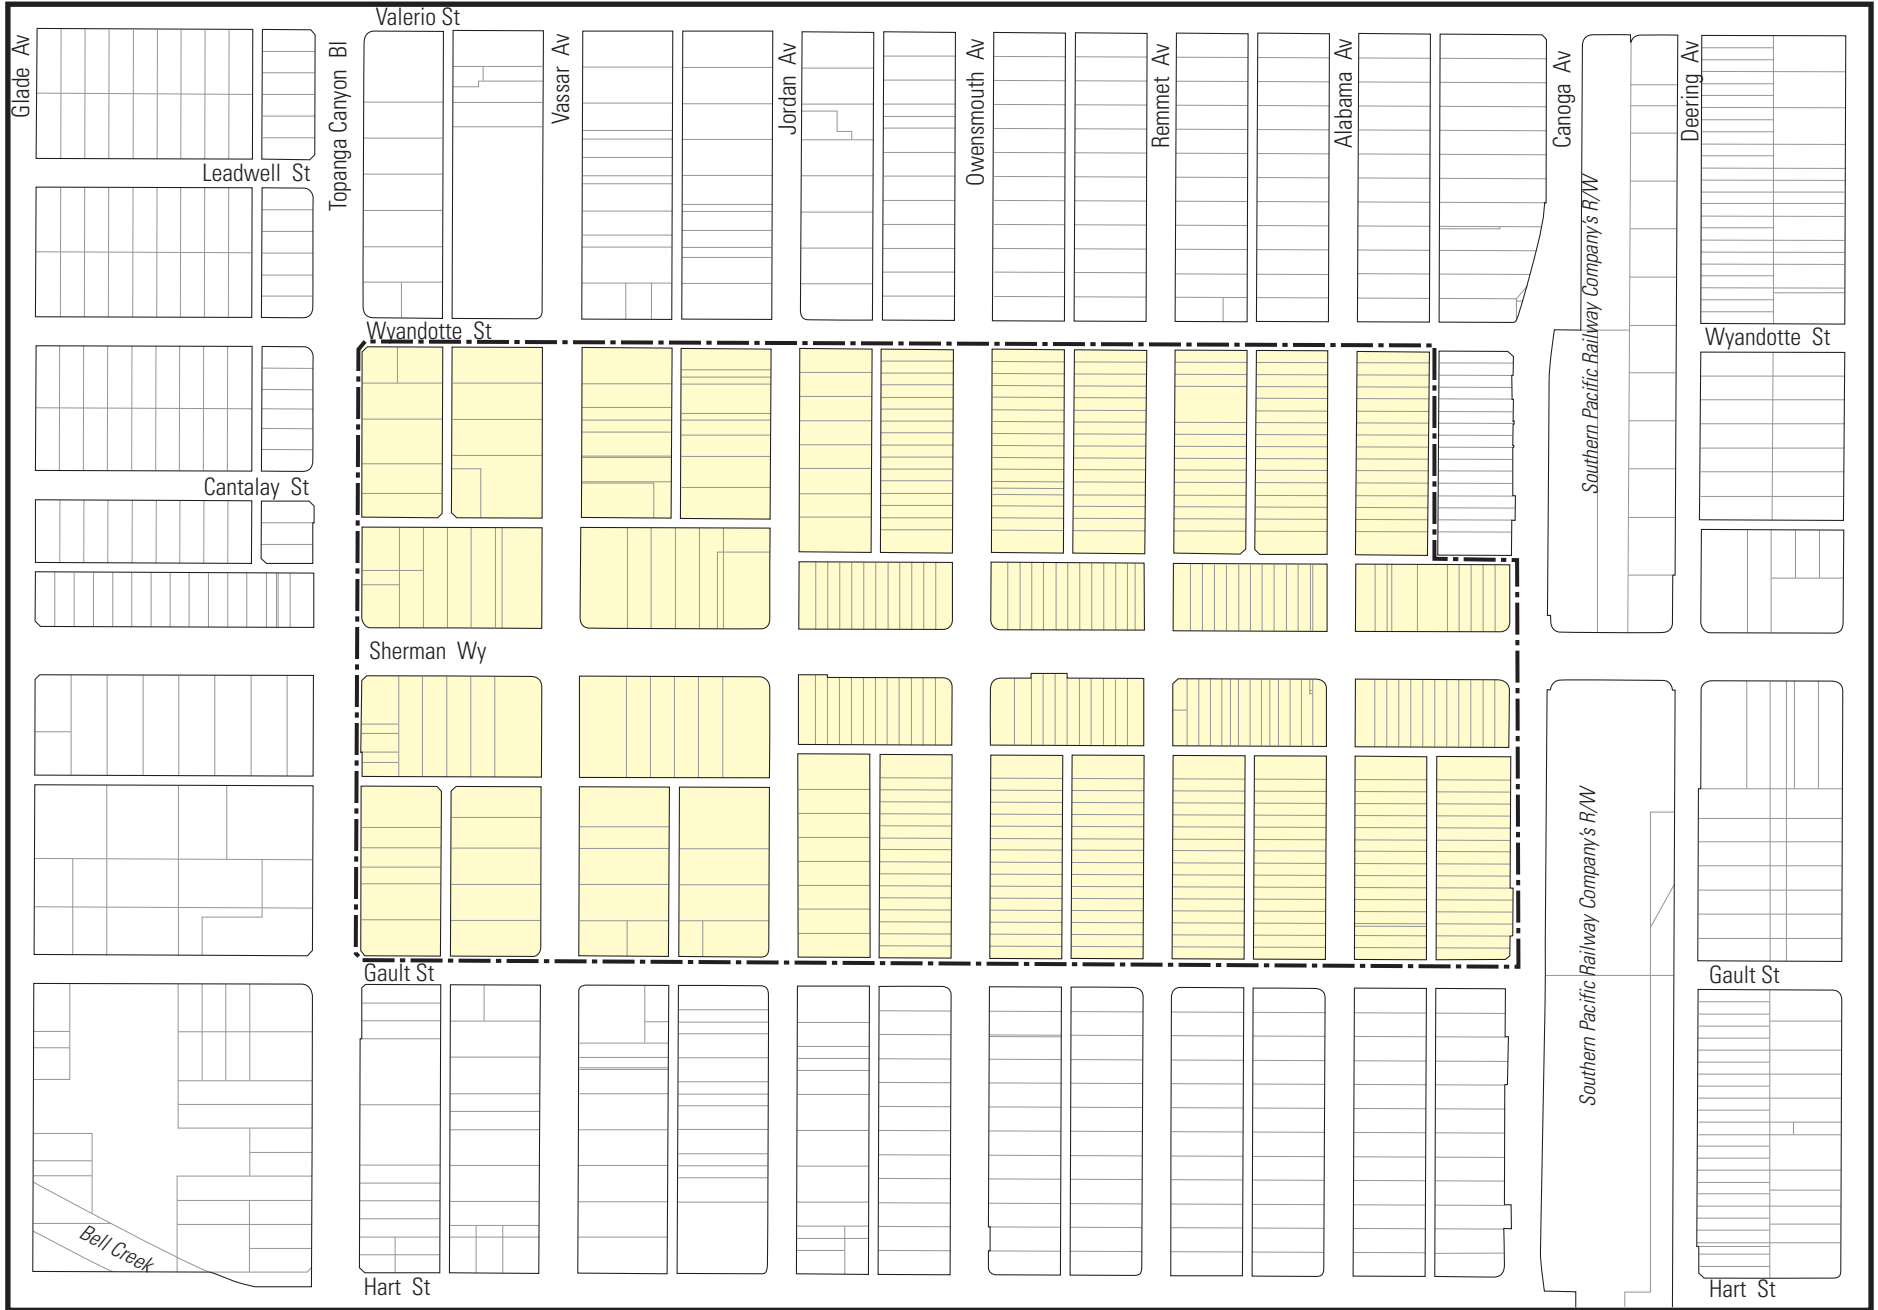 Valerio St
Glade Av
Topanga Canyon Bl
Vassar Av
Jordan Av
Owensmouth Av
Remmet Av
Alabama Av
Canoga Av
Deering Av
Leadwell St
Southern Pacific Railway Company's R/W
Wyandotte St
Wyandotte St
Cantalay St
Sherman Wy
Southern Pacific Railway Company's R/W
Gault St
Gault St
Bell Creek
Hart St
Hart St